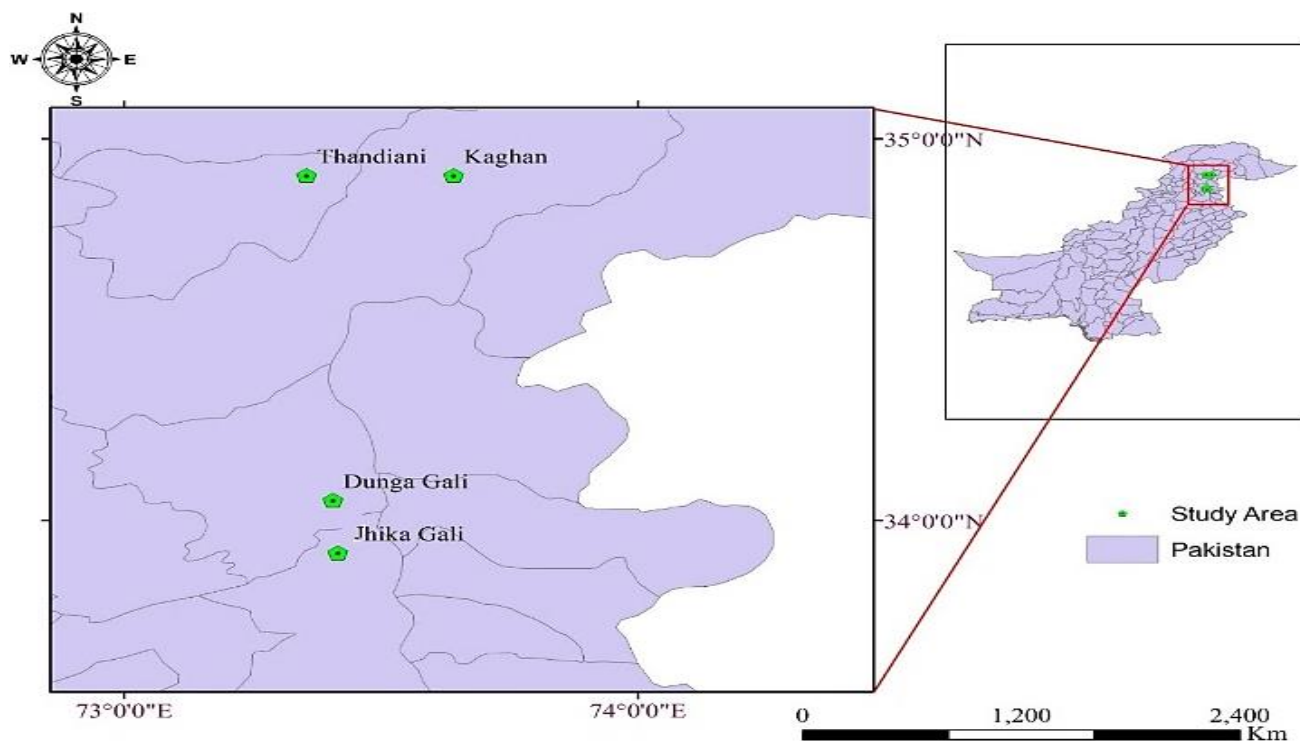 N
W E
S
35°0'0"N
Thandiani Kaghan
Dunga Gali
Jhika Gali
34°0'0"N
Study Area
Pakistan
73°0'0"E 74°0'0"E
0 1,200 2,400
Km